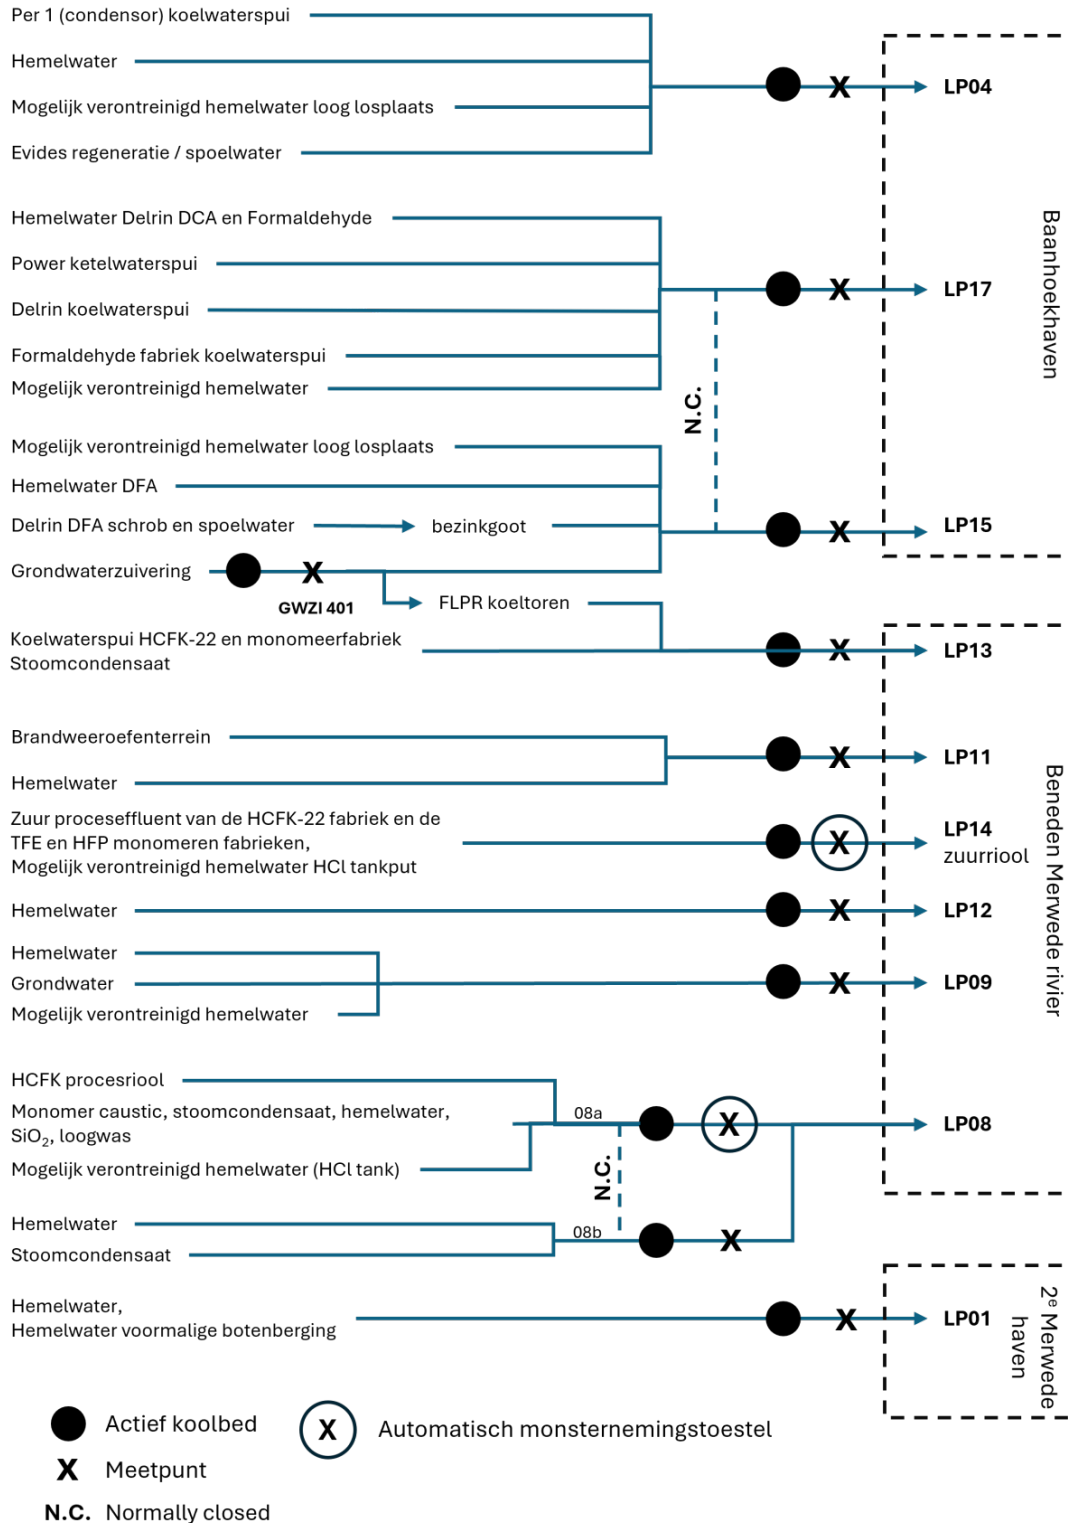 Per 1 (condensor) koelwaterspui
Hemelwater
Mogelijk verontreinigd hemelwater loog losplaats
Evides regeneratie / spoelwater
X
LP04
Hemelwater Delrin DCA en Formaldehyde
Power ketelwaterspui
Delrin koelwaterspui
Formaldehyde fabriek koelwaterspui
Mogelijk verontreinigd hemelwater
X
LP17
Baanhoekhaven
N.C.
Mogelijk verontreinigd hemelwater loog losplaats
Hemelwater DFA
Delrin DFA schrob en spoelwater
bezinkgoot
X
LP15
Grondwaterzuivering
X
GWZI 401
FLPR koeltoren
Koelwaterspui HCFK-22 en monomeerfabriek
Stoomcondensaat
X
LP13
Brandweeroefenterrein
Hemelwater
X
LP11
Zuur proceseffluent van de HCFK-22 fabriek en de
TFE en HFP monomeren fabrieken,
Mogelijk verontreinigd hemelwater HCl tankput
X
LP14
zuurriool
Beneden Merwede rivier
Hemelwater
X
LP12
Hemelwater
Grondwater
Mogelijk verontreinigd hemelwater
X
LP09
HCFK procesriool
Monomer caustic, stoomcondensaat, hemelwater,
SiO₂, loogwas
Mogelijk verontreinigd hemelwater (HCl tank)
08a
X
LP08
N.C.
Hemelwater
Stoomcondensaat
08b
X
Hemelwater,
Hemelwater voormalige botenberging
X
LP01
2ᵉ Merwede
haven
Actief koolbed
X
Automatisch monsternemingstoestel
X
Meetpunt
N.C. Normally closed